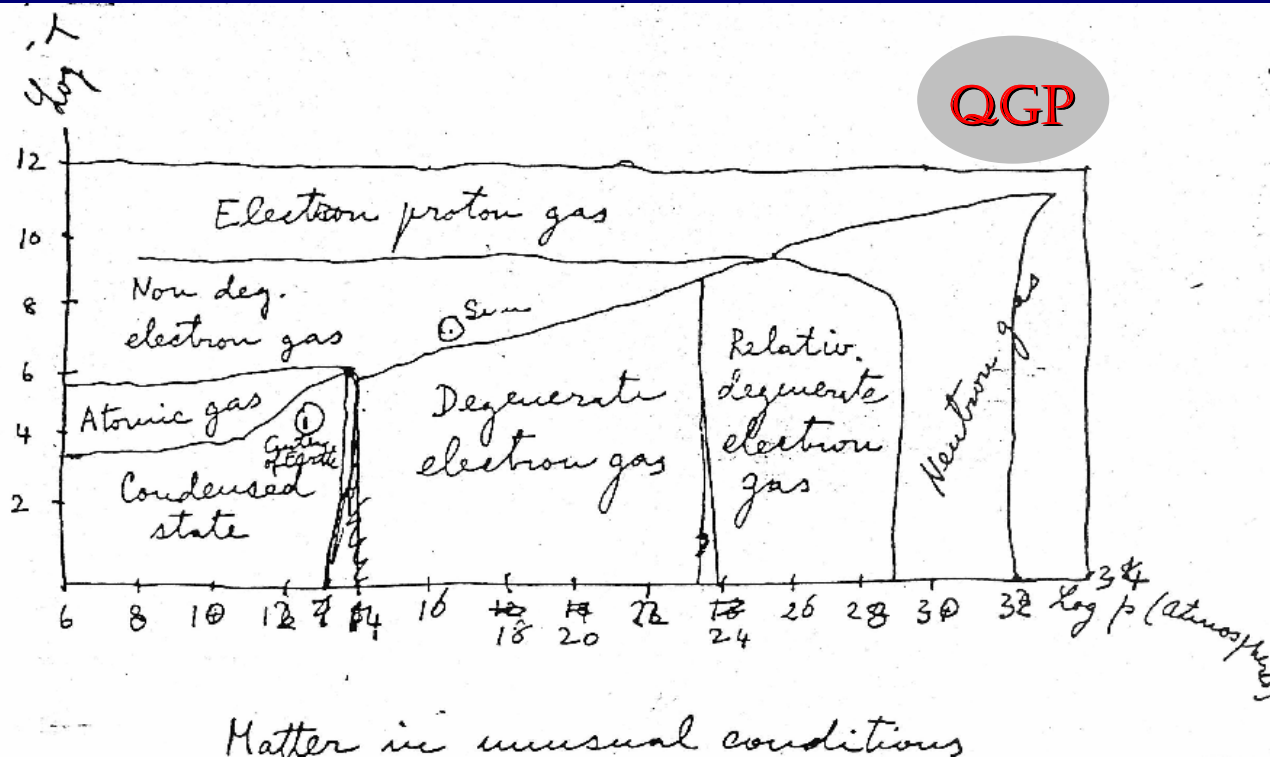 Log T
QGP
12
10
8
6
4
2
Electron proton gas
Non deg.
electron gas
Sun
Atomic gas
Center
of Earth
Condensed
state
Degenerate
electron gas
Relativ.
degenerate
electron
gas
Neutron gas
6 8 10 12 14 16 18 20 22 24 26 28 30 32 34
Log p (atmospheres)
Matter in unusual conditions